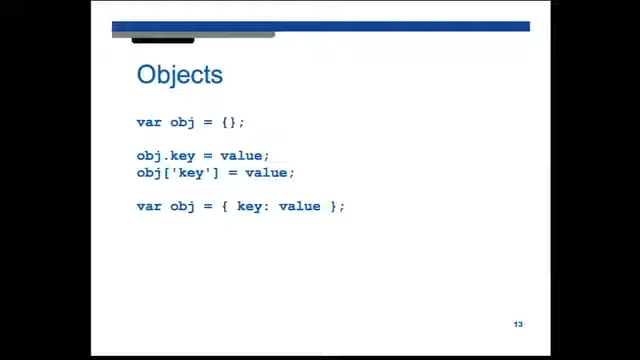 Objects
var obj = {};
obj.key = value;
obj['key'] = value;
var obj = { key: value };
13